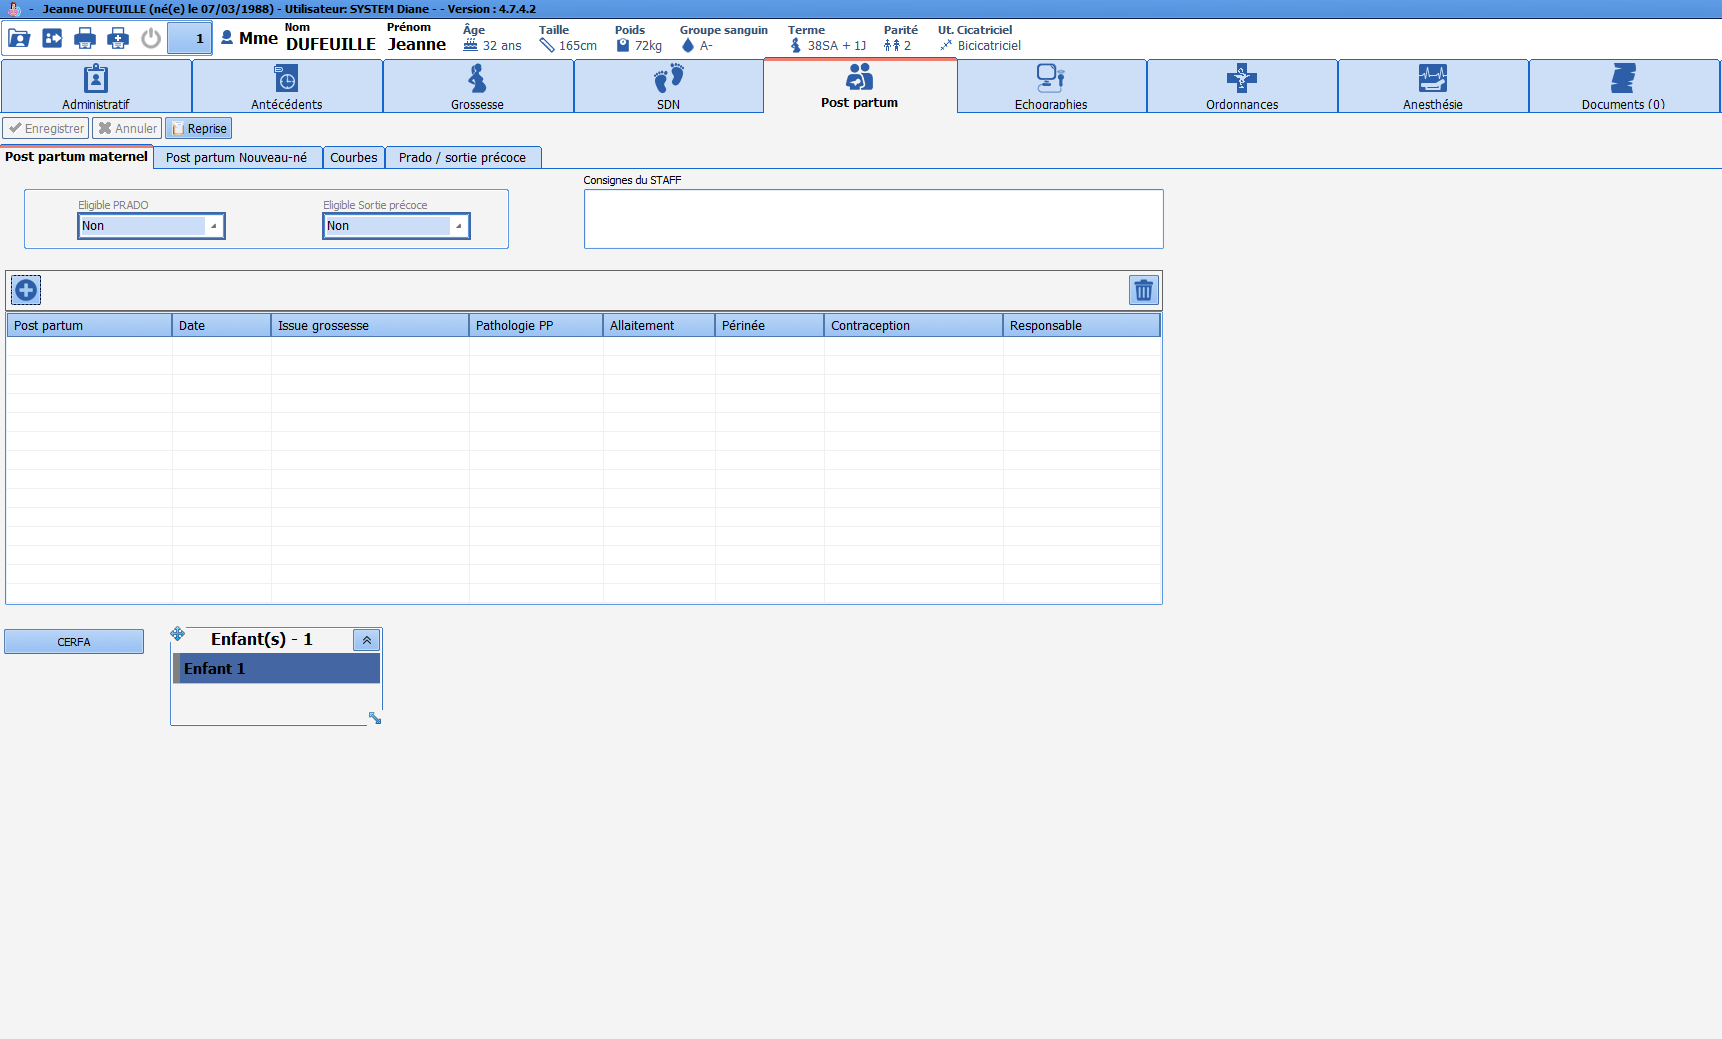 - Jeanne DUFEUILLE (né(e) le 07/03/1988) - Utilisateur: SYSTEM Diane - - Version : 4.7.4.2
1 Mme Nom DUFEUILLE Prénom Jeanne Âge 32 ans Taille 165cm Poids 72kg Groupe sanguin A- Terme 38SA + 1J Parité 2 Ut. Cicatriciel Bicicatriciel
Administratif Antécédents Grossesse SDN Post partum Echographies Ordonnances Anesthésie Documents (0)
Enregistrer Annuler Reprise
Post partum maternel Post partum Nouveau-né Courbes Prado / sortie précoce
Consignes du STAFF
Eligible PRADO Eligible Sortie précoce
Non Non
Post partum Date Issue grossesse Pathologie PP Allaitement Périnée Contraception Responsable
CERFA Enfant(s) - 1
Enfant 1